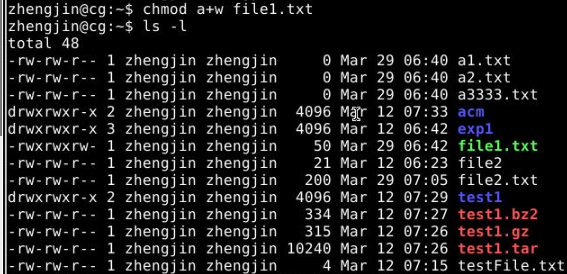 zhengjin@cg:~$ chmod a+w file1.txt
zhengjin@cg:~$ ls -l
total 48
-rw-rw-r-- 1 zhengjin zhengjin     0 Mar 29 06:40 a1.txt
-rw-rw-r-- 1 zhengjin zhengjin     0 Mar 29 06:40 a2.txt
-rw-rw-r-- 1 zhengjin zhengjin     0 Mar 29 06:40 a3333.txt
drwxrwxr-x 2 zhengjin zhengjin  4096 Mar 12 07:33 acm
drwxrwxr-x 3 zhengjin zhengjin  4096 Mar 12 06:42 exp1
-rwxrwxrw- 1 zhengjin zhengjin    50 Mar 29 06:42 file1.txt
-rw-rw-r-- 1 zhengjin zhengjin    21 Mar 12 06:23 file2
-rw-rw-r-- 1 zhengjin zhengjin   200 Mar 29 07:05 file2.txt
drwxrwxr-x 2 zhengjin zhengjin  4096 Mar 12 07:29 test1
-rw-rw-r-- 1 zhengjin zhengjin   334 Mar 12 07:27 test1.bz2
-rw-rw-r-- 1 zhengjin zhengjin   315 Mar 12 07:26 test1.gz
-rw-rw-r-- 1 zhengjin zhengjin 10240 Mar 12 07:26 test1.tar
-rw-rw-r-- 1 zhengjin zhengjin     4 Mar 12 07:15 testFile.txt